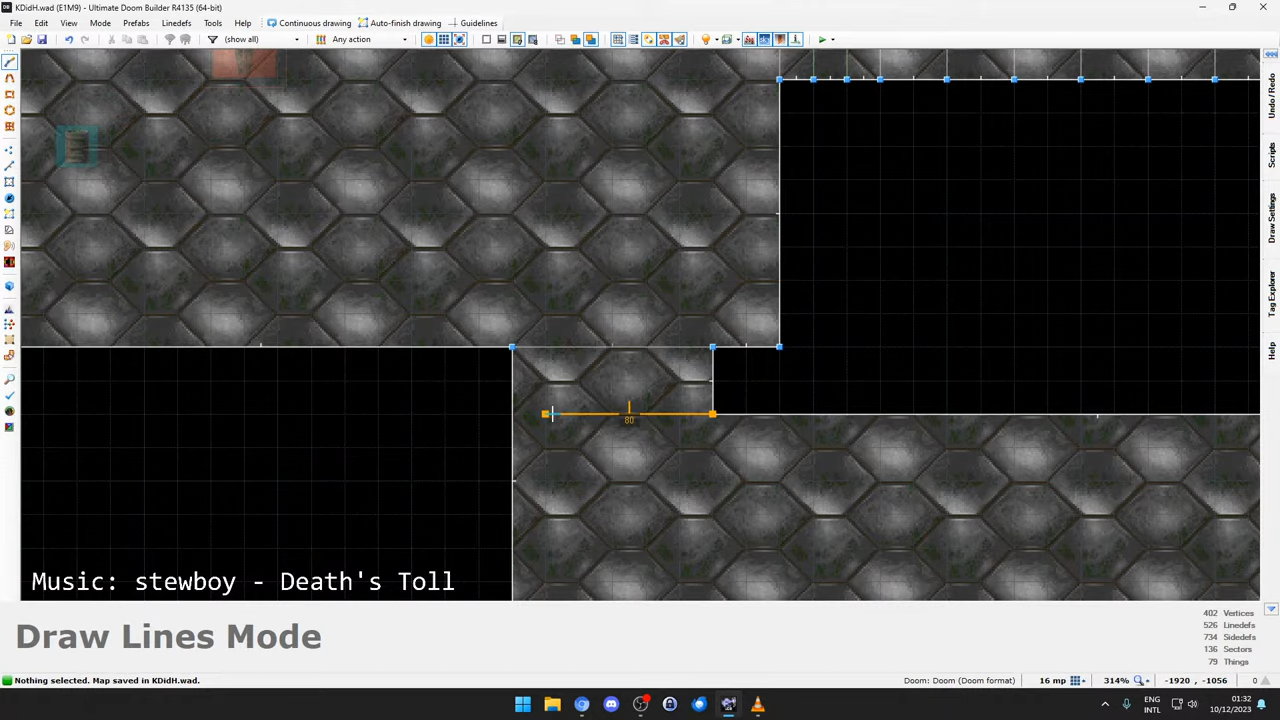 KDidH.wad (E1M9) - Ultimate Doom Builder R4135 (64-bit)
File Edit View Mode Prefabs Linedefs Tools Help Continuous drawing Auto-finish drawing Guidelines
(show all) Any action
Undo / Redo
Scripts
Draw Settings
Tag Explorer
Help
80
Music: stewboy - Death's Toll
Draw Lines Mode
402 Vertices
526 Linedefs
734 Sidedefs
136 Sectors
79 Things
Nothing selected. Map saved in KDidH.wad. Doom: Doom (Doom format) 16 mp 314% -1920 , -1056 0
ENG
INTL
01:32
10/12/2023